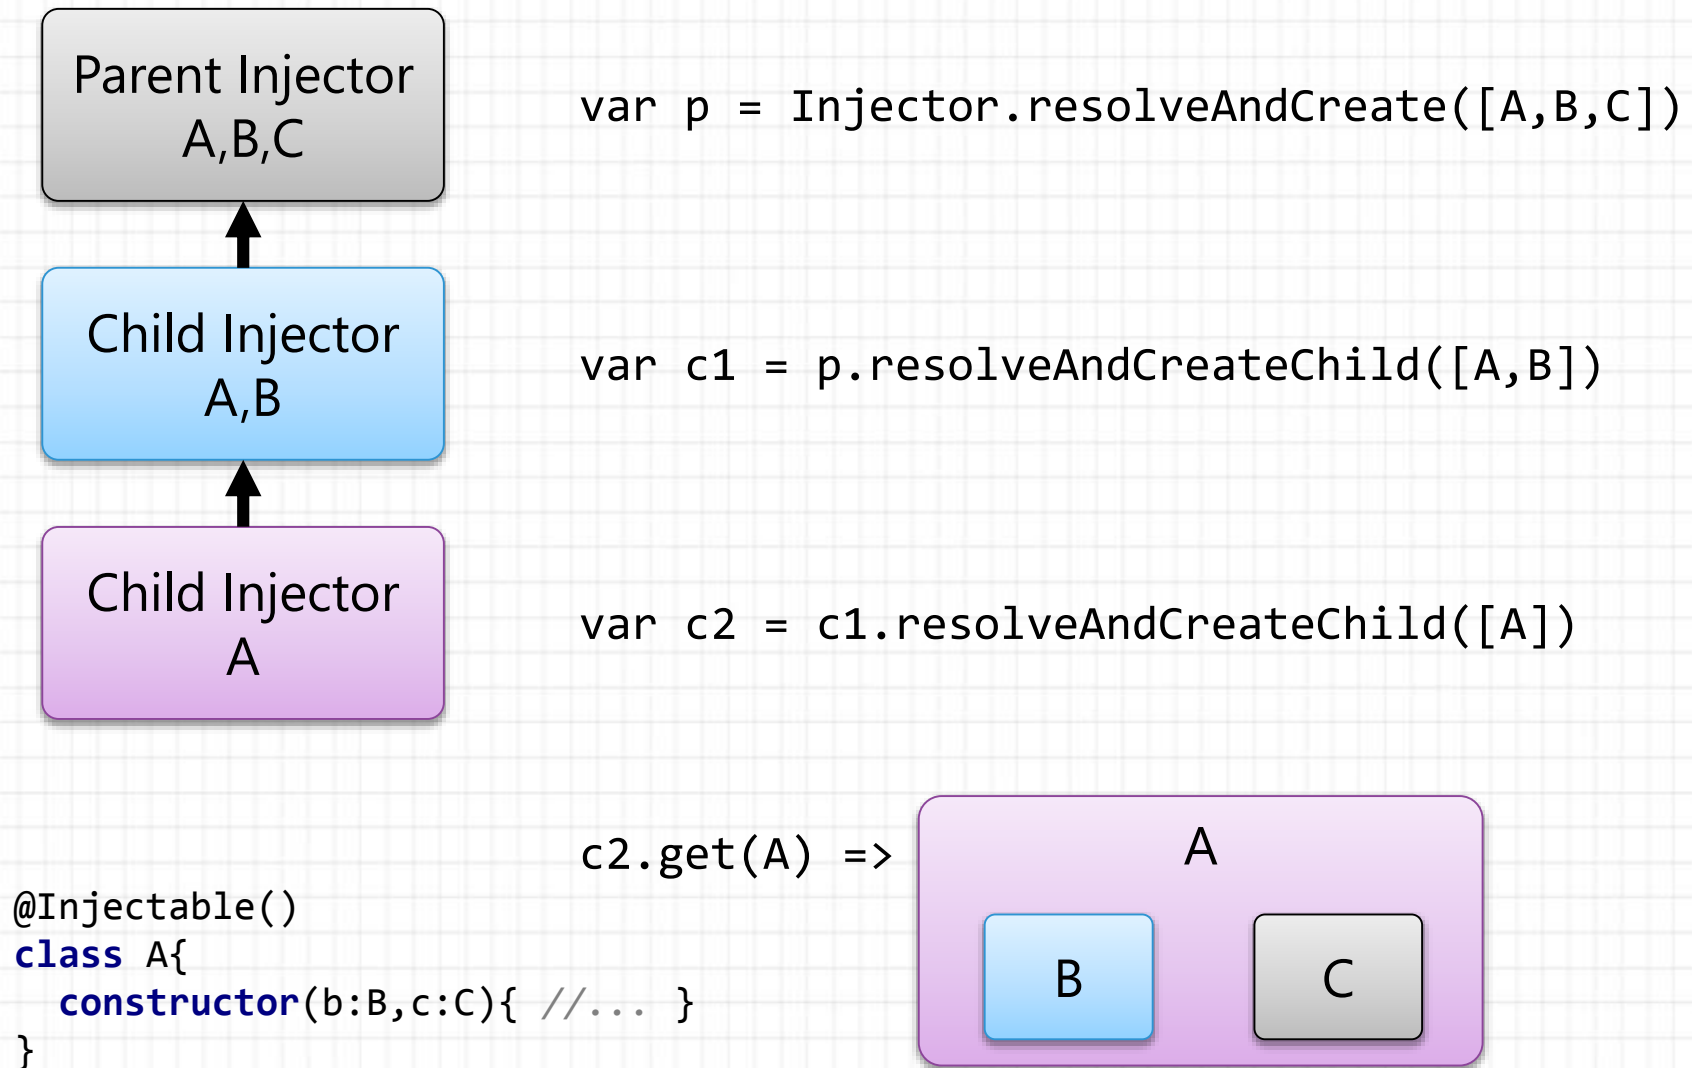 Parent Injector
A,B,C
var p = Injector.resolveAndCreate([A,B,C])
Child Injector
A,B
var c1 = p.resolveAndCreateChild([A,B])
Child Injector
A
var c2 = c1.resolveAndCreateChild([A])
c2.get(A) =>
A
B
C
@Injectable()
class A{
  constructor(b:B,c:C){ //... }
}